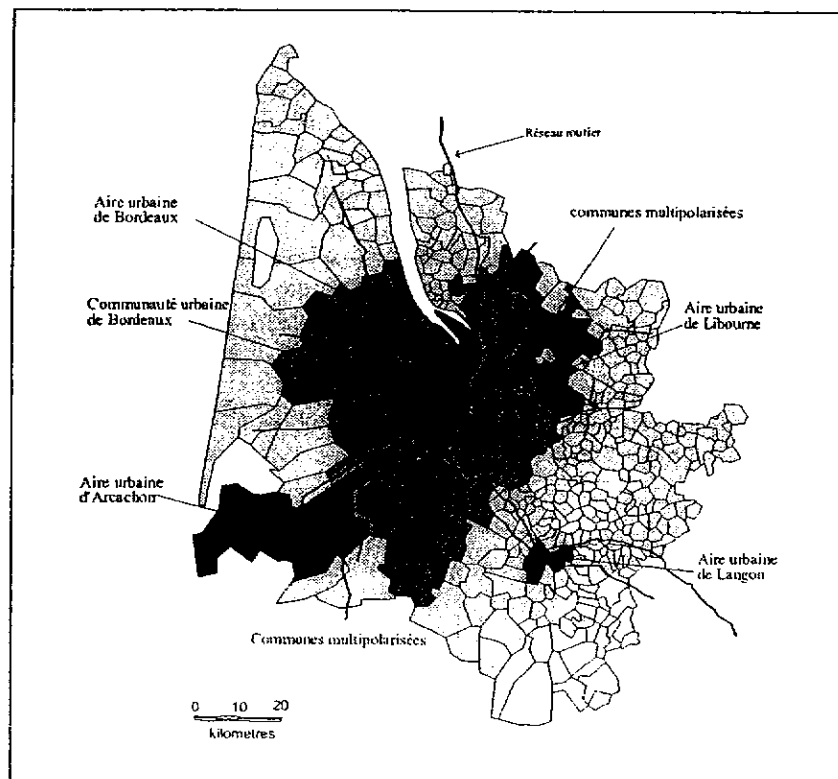 Réseau routier
Aire urbaine
de Bordeaux
communes multipolarisées
Communauté urbaine
de Bordeaux
Aire urbaine
de Libourne
Aire urbaine
d'Arcachon
Aire urbaine
de Langon
Communes multipolarisées
0 10 20
kilometres